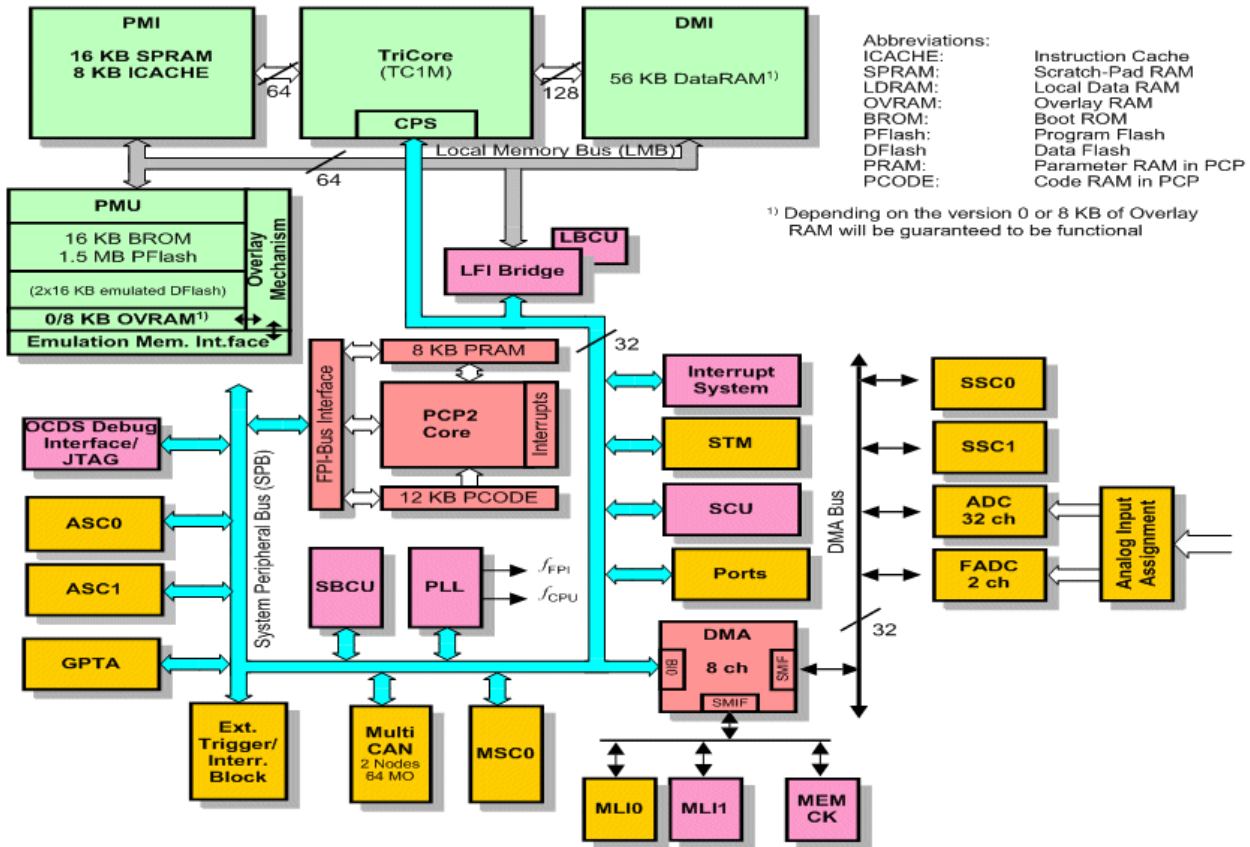 PMI
16 KB SPRAM
8 KB ICACHE
64
TriCore
(TC1M)
CPS
128
DMI
56 KB DataRAM1)
Abbreviations:
ICACHE: Instruction Cache
SPRAM: Scratch-Pad RAM
LDRAM: Local Data RAM
OVRAM: Overlay RAM
BROM: Boot ROM
PFlash: Program Flash
DFlash Data Flash
PRAM: Parameter RAM in PCP
PCODE: Code RAM in PCP
1) Depending on the version 0 or 8 KB of Overlay
RAM will be guaranteed to be functional
Local Memory Bus (LMB)
64
PMU
16 KB BROM
1.5 MB PFlash
(2x16 KB emulated DFlash)
0/8 KB OVRAM1)
Emulation Mem. Int.face
Overlay
Mechanism
LBCU
LFI Bridge
32
FPI-Bus Interface
8 KB PRAM
PCP2
Core
Interrupts
12 KB PCODE
Interrupt
System
STM
SCU
Ports
OCDS Debug
Interface/
JTAG
ASC0
ASC1
GPTA
System Peripheral Bus (SPB)
SBCU
PLL
fFPI
fCPU
DMA Bus
32
SSC0
SSC1
ADC
32 ch
FADC
2 ch
Analog Input
Assignment
DMA
8 ch
BI0
SMIF
SMIF
Ext.
Trigger/
Interr.
Block
Multi
CAN
2 Nodes
64 MO
MSC0
MLI0
MLI1
MEM
CK